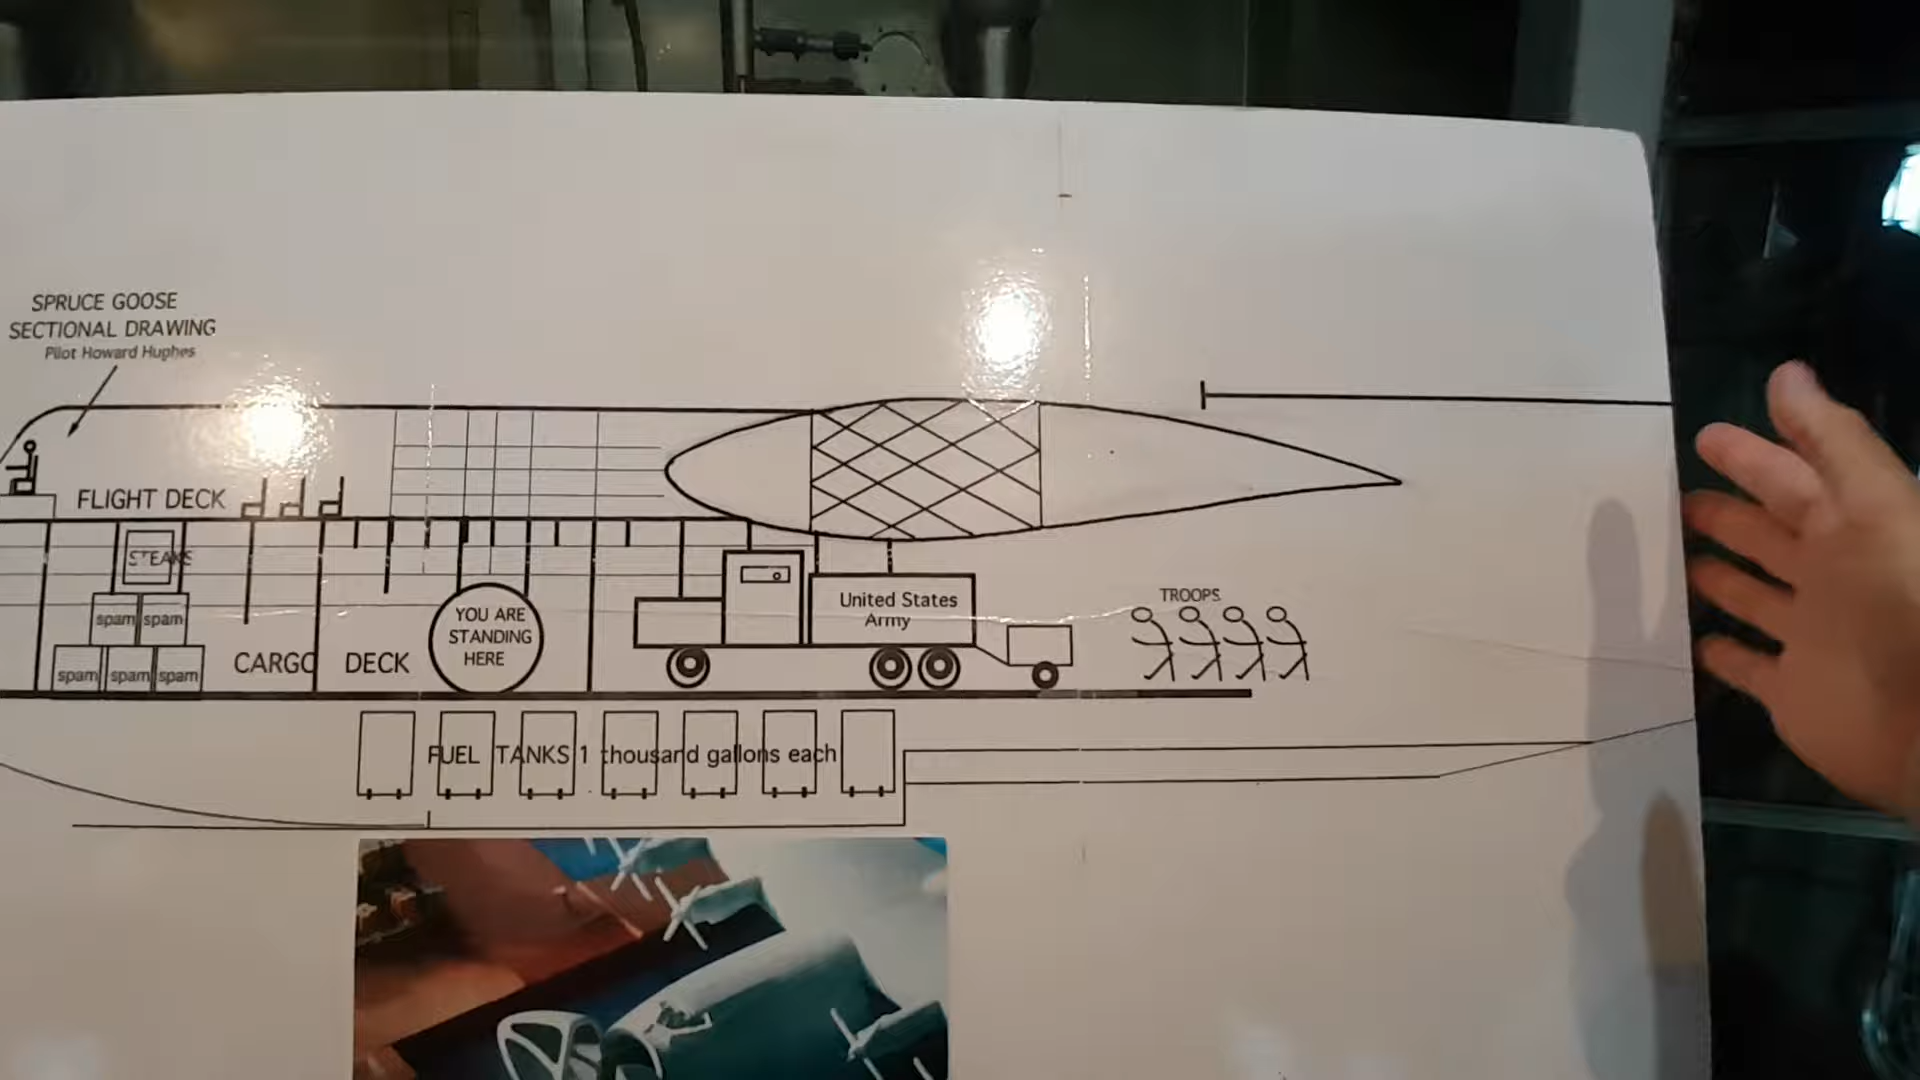 SPRUCE GOOSE
SECTIONAL DRAWING
Pilot Howard Hughes
FLIGHT DECK
STEAKS
spam spam
spam spam spam
CARGO DECK
YOU ARE
STANDING
HERE
United States
Army
TROOPS
FUEL TANKS 1 thousand gallons each